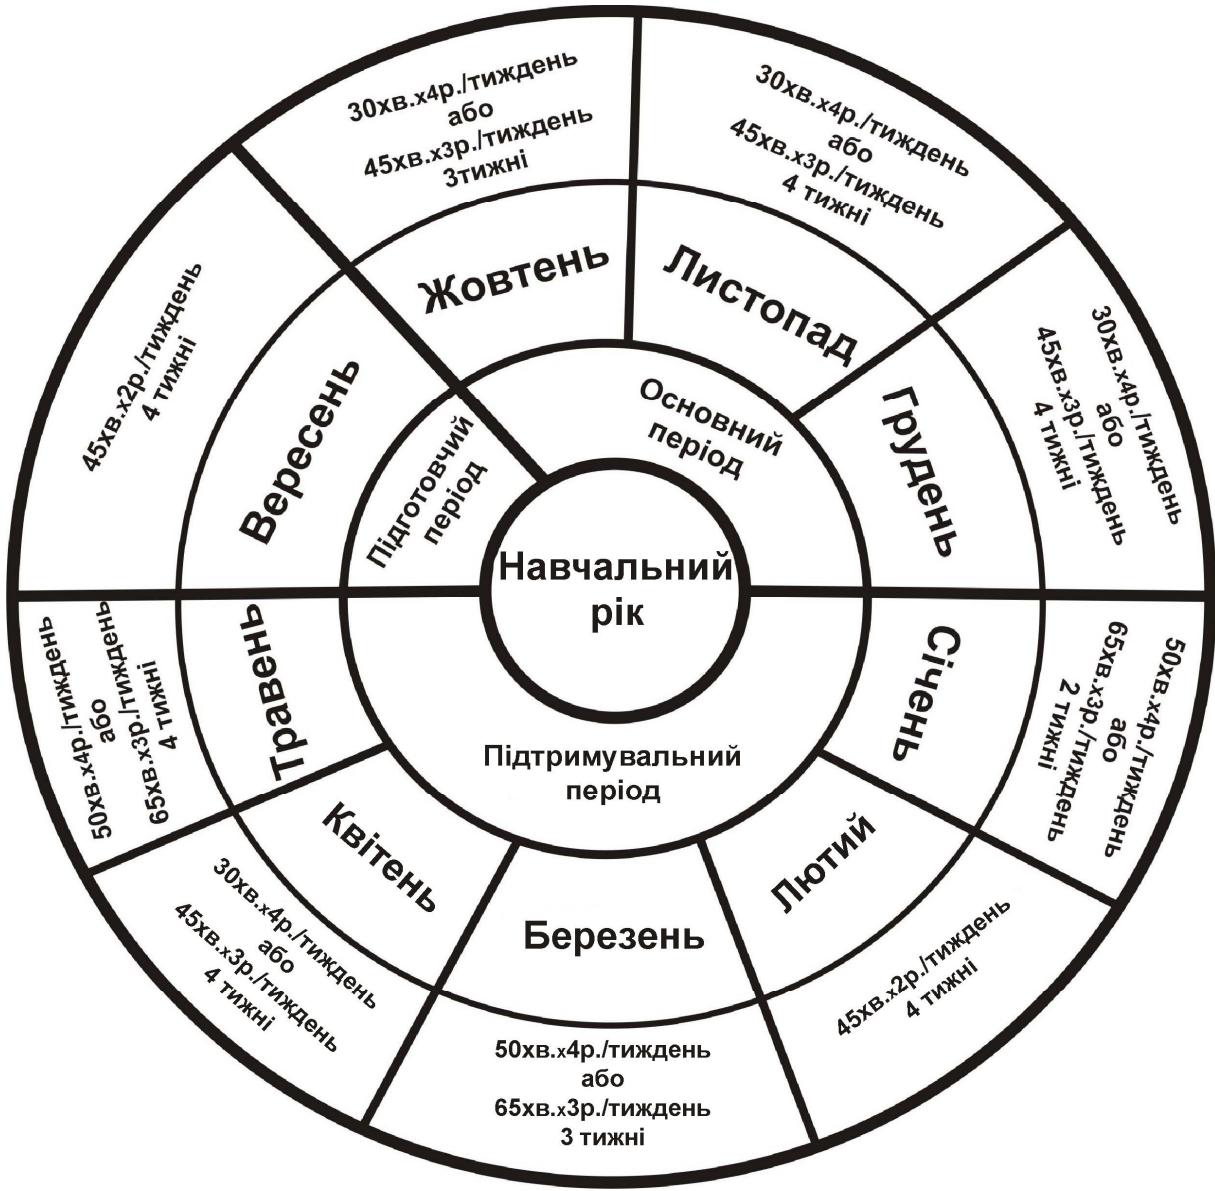 Навчальний
рік
Підготовчий
період
Основний
період
Підтримувальний
період
Вересень
45хв.х2р./тиждень
4 тижні
Жовтень
30хв.х4р./тиждень
або
45хв.х3р./тиждень
3тижні
Листопад
30хв.х4р./тиждень
або
45хв.х3р./тиждень
4 тижні
Грудень
30хв.х4р./тиждень
або
45хв.х3р./тиждень
4 тижні
Січень
50хв.х4р./тиждень
або
65хв.х3р./тиждень
2 тижні
Лютий
45хв.х2р./тиждень
4 тижні
Березень
50хв.х4р./тиждень
або
65хв.х3р./тиждень
3 тижні
Квітень
30хв.х4р./тиждень
або
45хв.х3р./тиждень
4 тижні
Травень
50хв.х4р./тиждень
або
65хв.х3р./тиждень
4 тижні